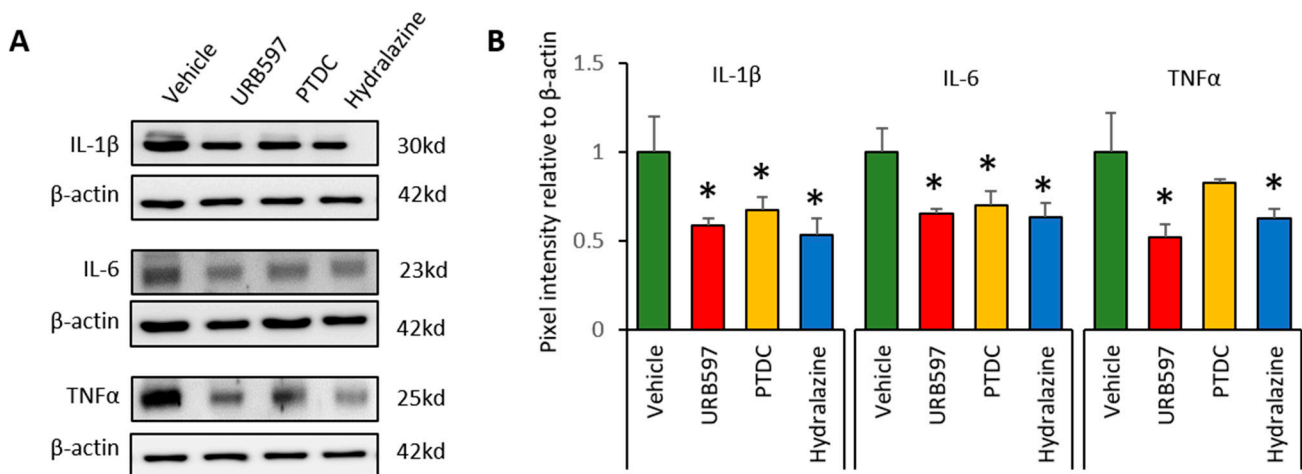 A
Vehicle
URB597
PTDC
Hydralazine
IL-1β
30kd
β-actin
42kd
IL-6
23kd
β-actin
42kd
TNFα
25kd
β-actin
42kd
B
Pixel intensity relative to β-actin
1.5
1
0.5
0
IL-1β
IL-6
TNFα
*
*
*
*
*
*
*
*
Vehicle
URB597
PTDC
Hydralazine
Vehicle
URB597
PTDC
Hydralazine
Vehicle
URB597
PTDC
Hydralazine